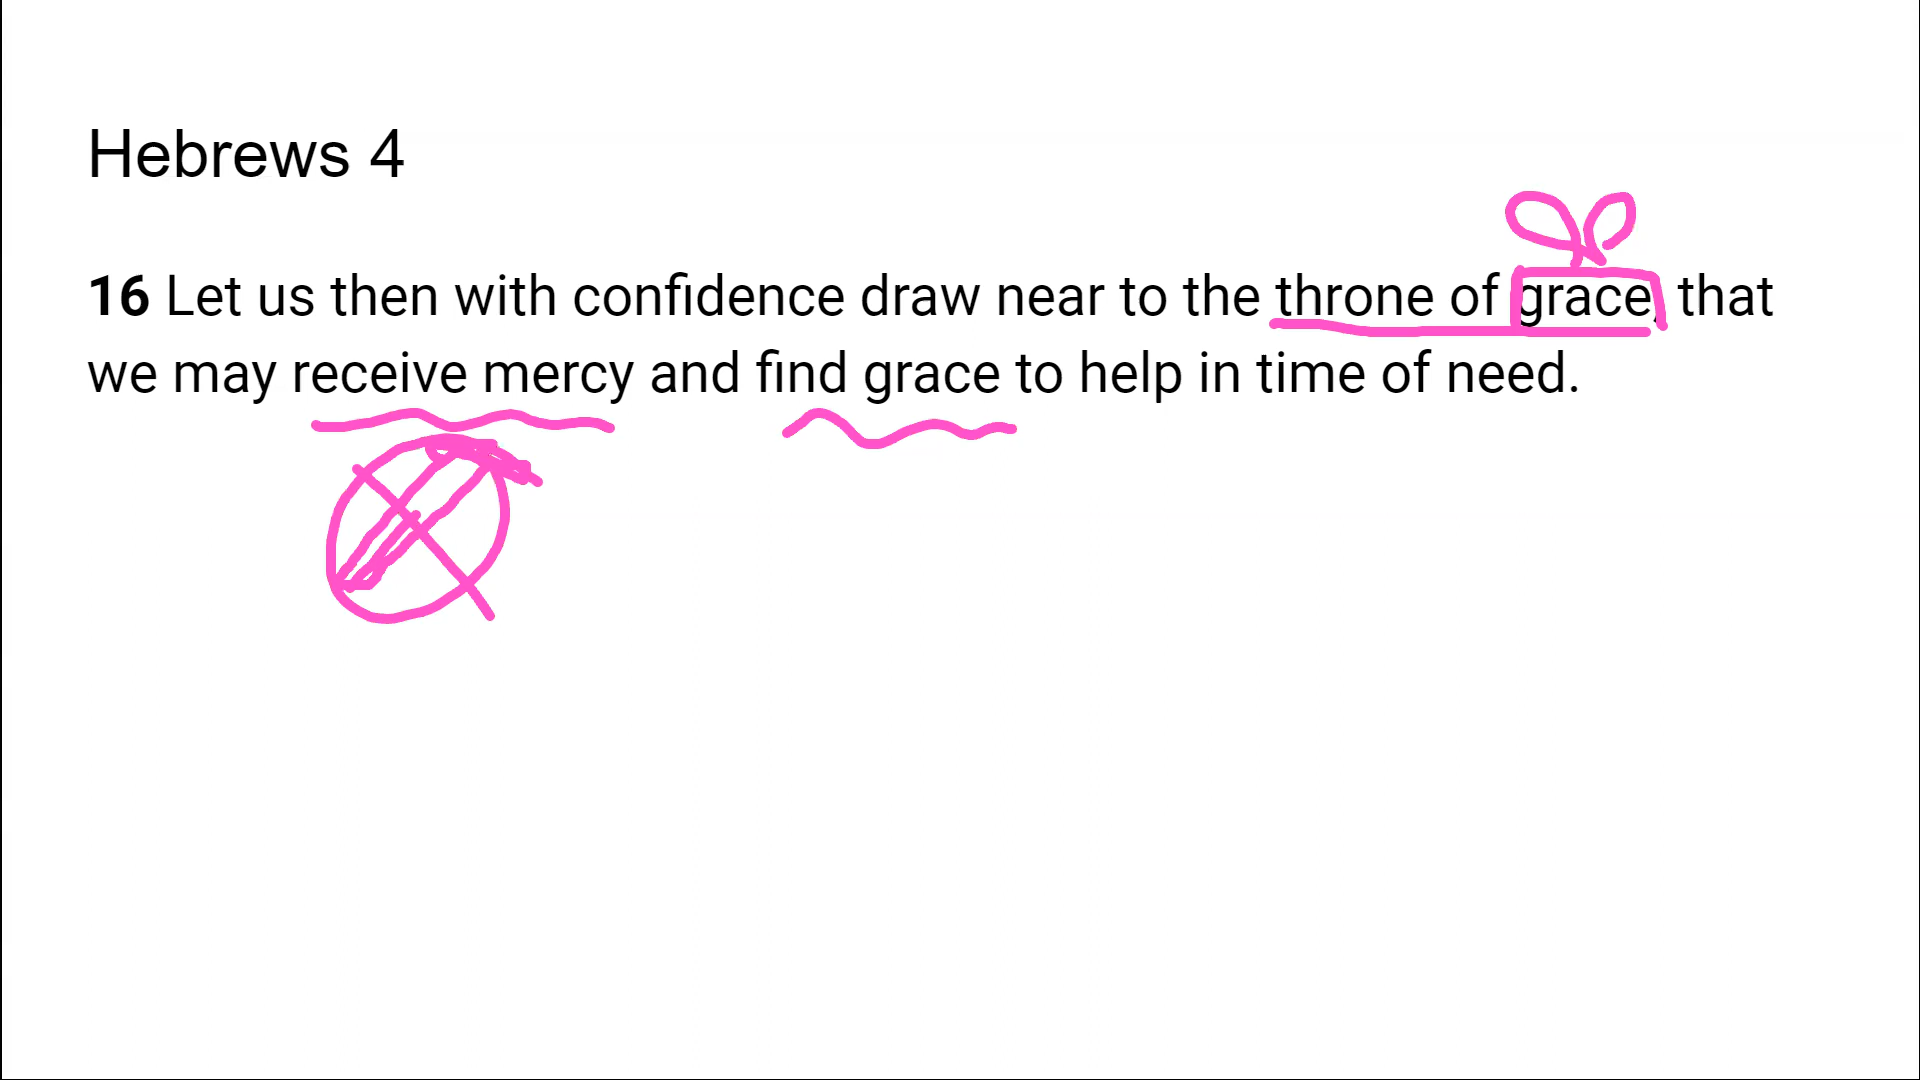 Hebrews 4
16 Let us then with confidence draw near to the throne of grace, that
we may receive mercy and find grace to help in time of need.